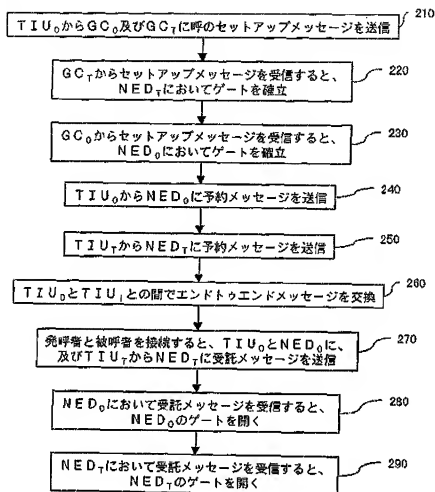 TIU₀からGC₀及びGC_Tに呼のセットアップメッセージを送信 210
GC_Tからセットアップメッセージを受信すると、 220
NED_Tにおいてゲートを確立
GC₀からセットアップメッセージを受信すると、 230
NED₀においてゲートを確立
TIU₀からNED₀に予約メッセージを送信 240
TIU_TからNED_Tに予約メッセージを送信 250
TIU₀とTIU_iとの間でエンドトゥエンドメッセージを交換 260
発呼者と被呼者を接続すると、TIU₀とNED₀に、 270
及びTIU_TからNED_Tに受託メッセージを送信
NED₀において受託メッセージを受信すると、 280
NED₀のゲートを開く
NED_Tにおいて受託メッセージを受信すると、 290
NED_Tのゲートを開く